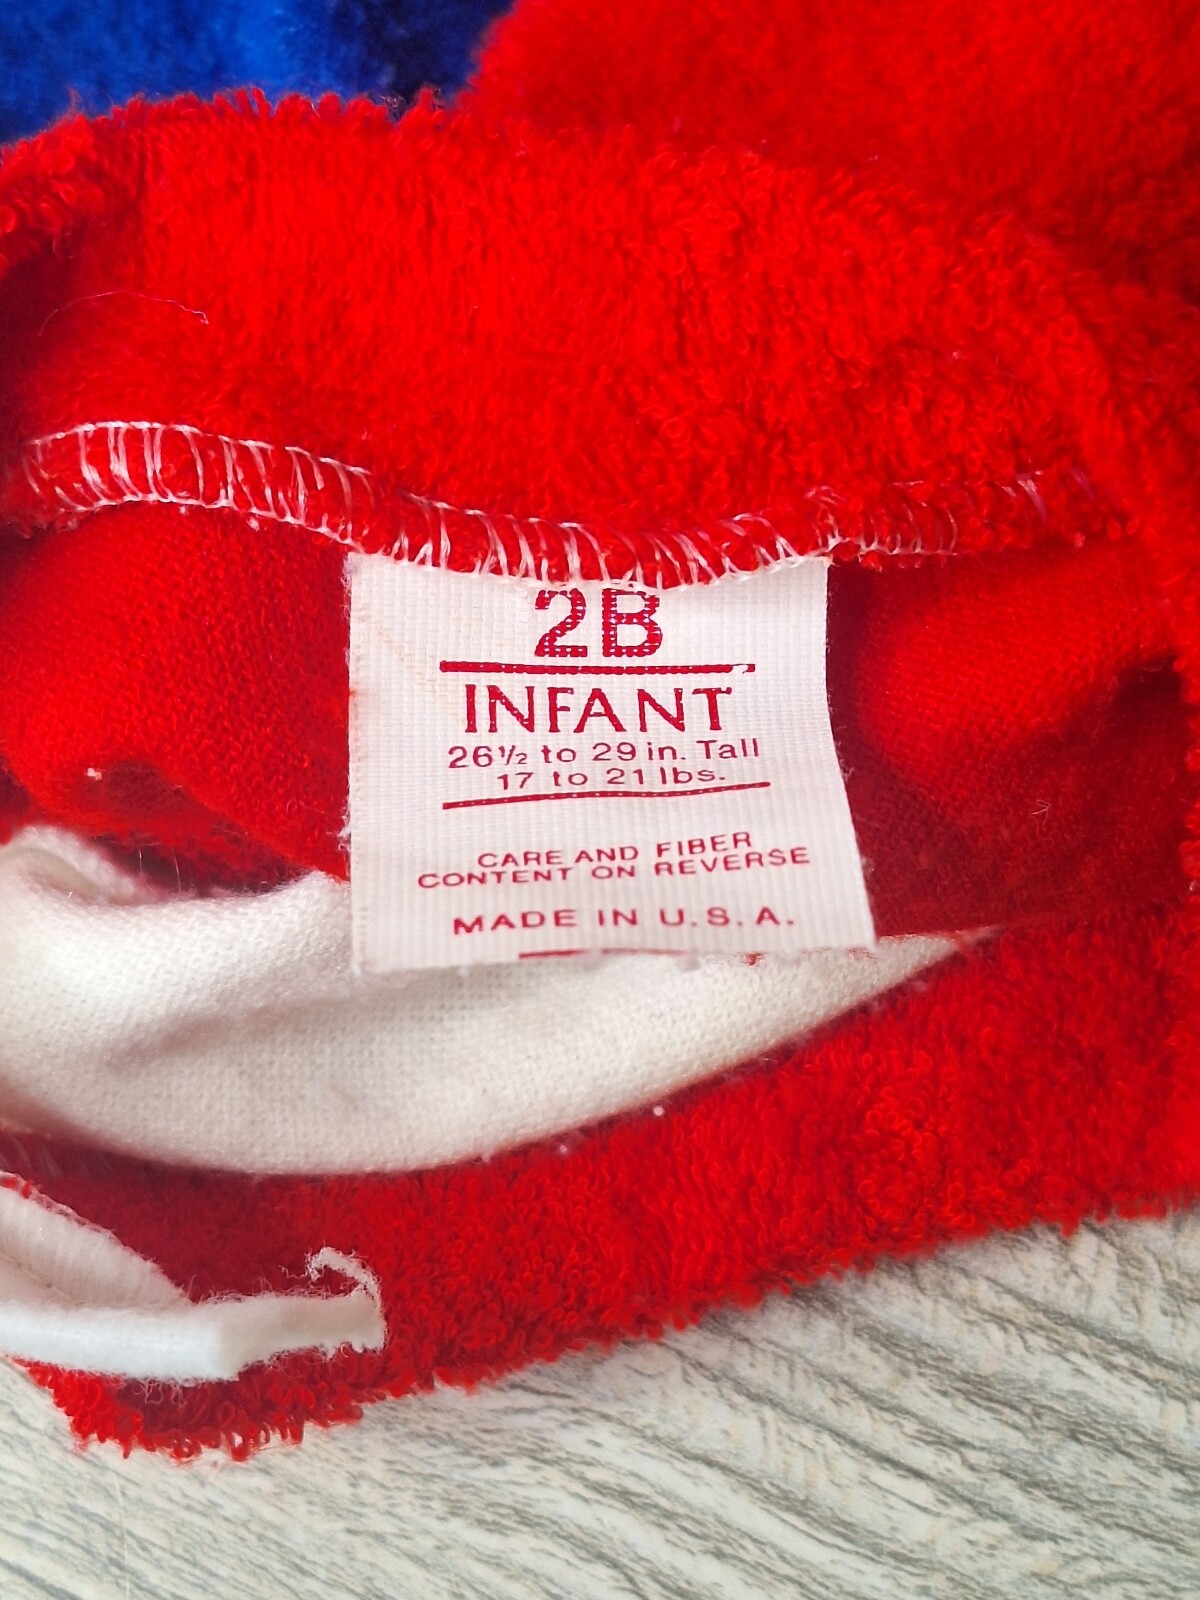 2B
INFANT
26½ to 29 in. Tall
17 to 21 lbs.
CARE AND FIBER
CONTENT ON REVERSE
MADE IN U.S.A.